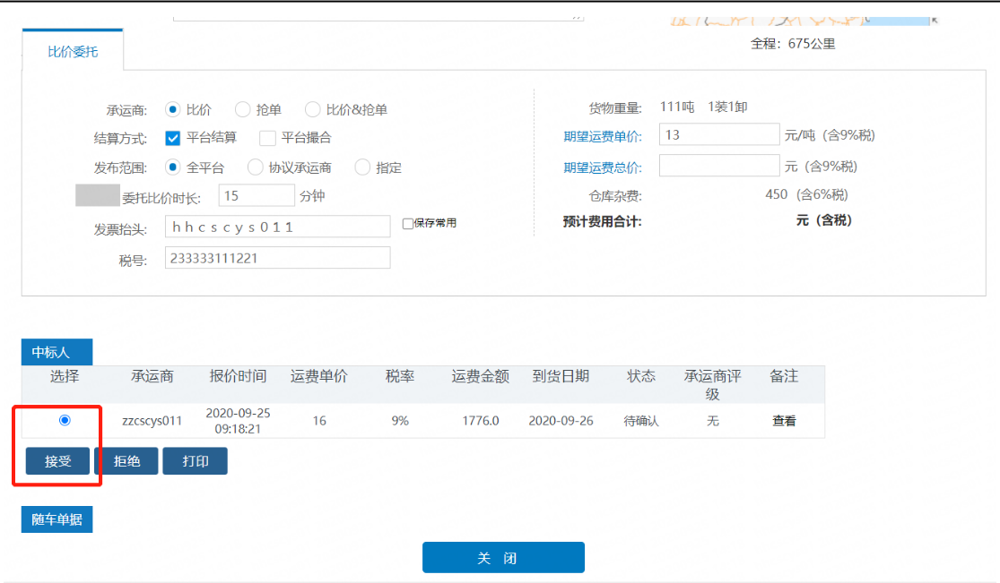 全程：675公里
比价委托
承运商: 比价 抢单 比价&抢单
结算方式: 平台结算 平台撮合
发布范围: 全平台 协议承运商 指定
委托比价时长: 15 分钟
发票抬头: hhcscys011 保存常用
税号: 233333111221
货物重量: 111吨 1装1卸
期望运费单价: 13 元/吨（含9%税）
期望运费总价: 元（含9%税）
仓库杂费: 450（含6%税）
预计费用合计: 元（含税）
中标人
选择 承运商 报价时间 运费单价 税率 运费金额 到货日期 状态 承运商评级 备注
zzcscys011 2020-09-25 09:18:21 16 9% 1776.0 2020-09-26 待确认 无 查看
接受 拒绝 打印
随车单据
关 闭